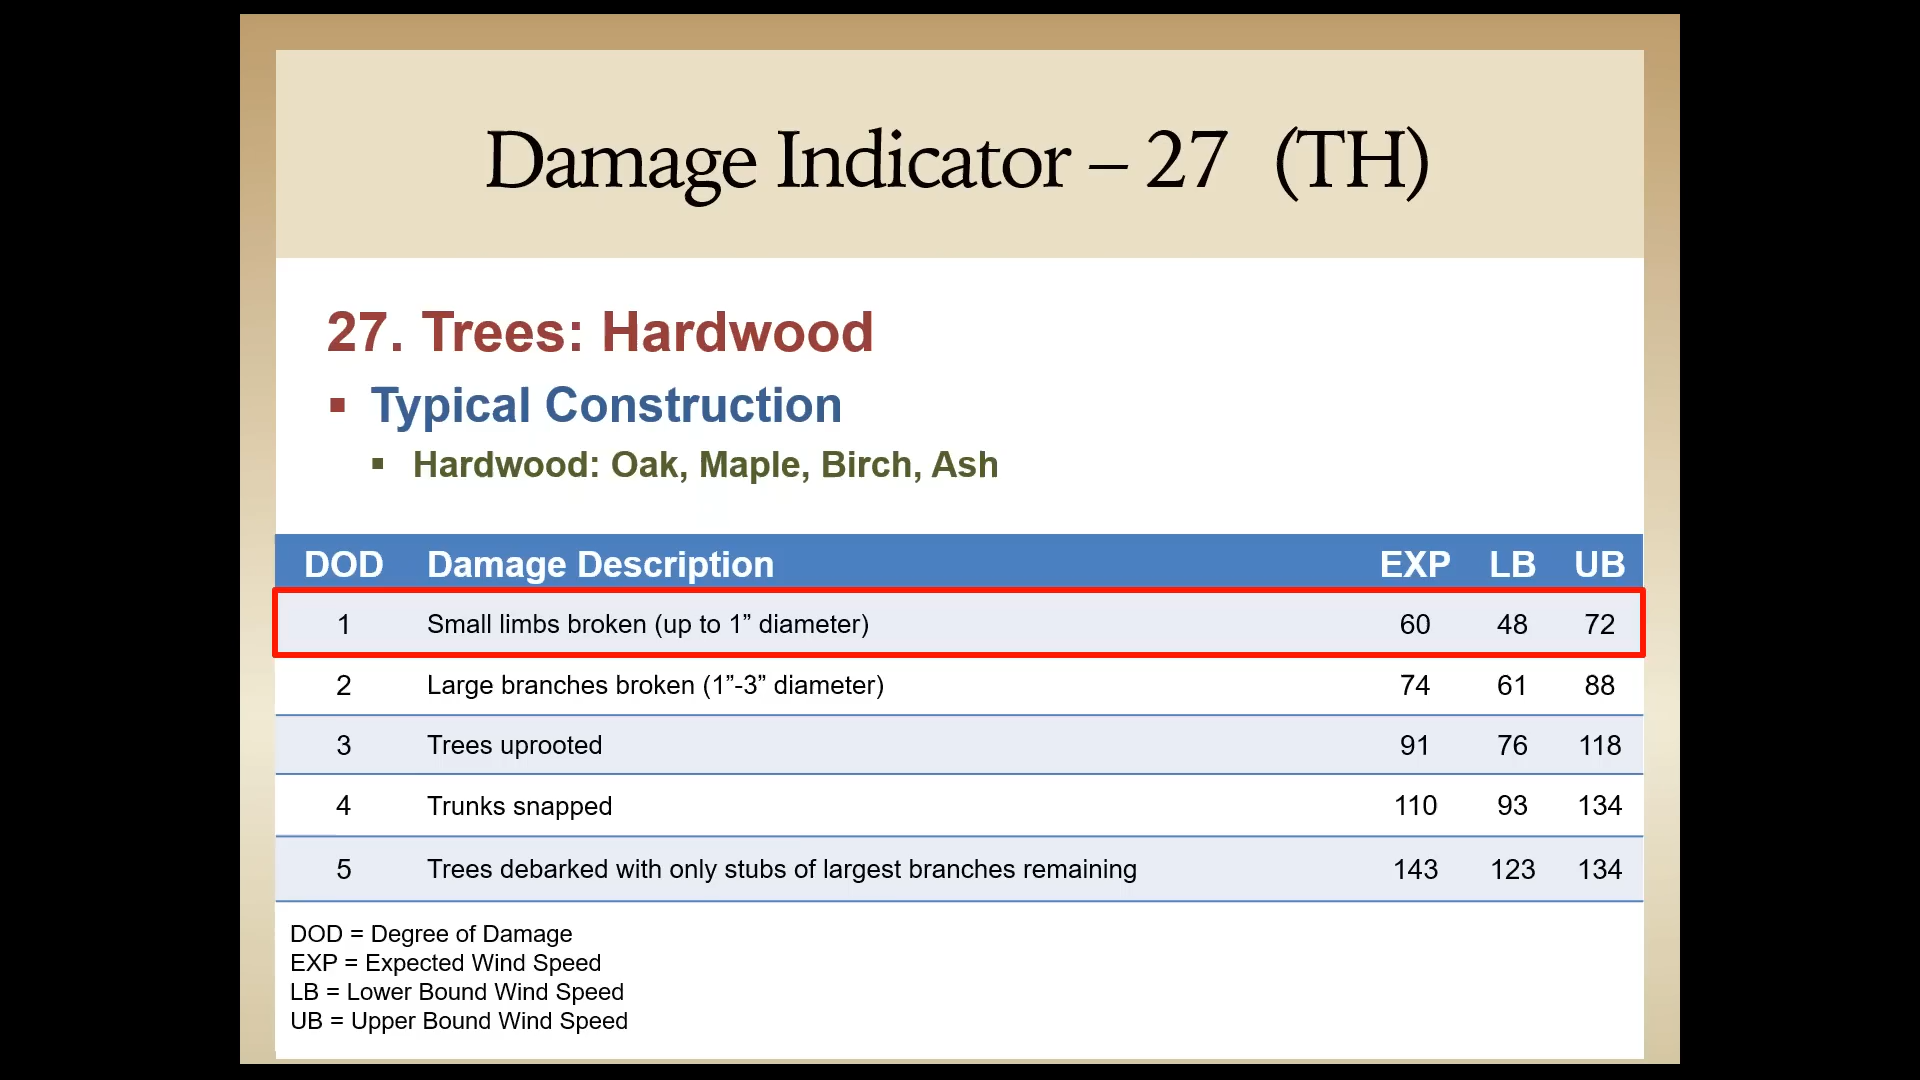 Damage Indicator – 27 (TH)
27. Trees: Hardwood
▪ Typical Construction
▪ Hardwood: Oak, Maple, Birch, Ash
DOD Damage Description EXP LB UB
1 Small limbs broken (up to 1” diameter) 60 48 72
2 Large branches broken (1”-3” diameter) 74 61 88
3 Trees uprooted 91 76 118
4 Trunks snapped 110 93 134
5 Trees debarked with only stubs of largest branches remaining 143 123 134
DOD = Degree of Damage
EXP = Expected Wind Speed
LB = Lower Bound Wind Speed
UB = Upper Bound Wind Speed